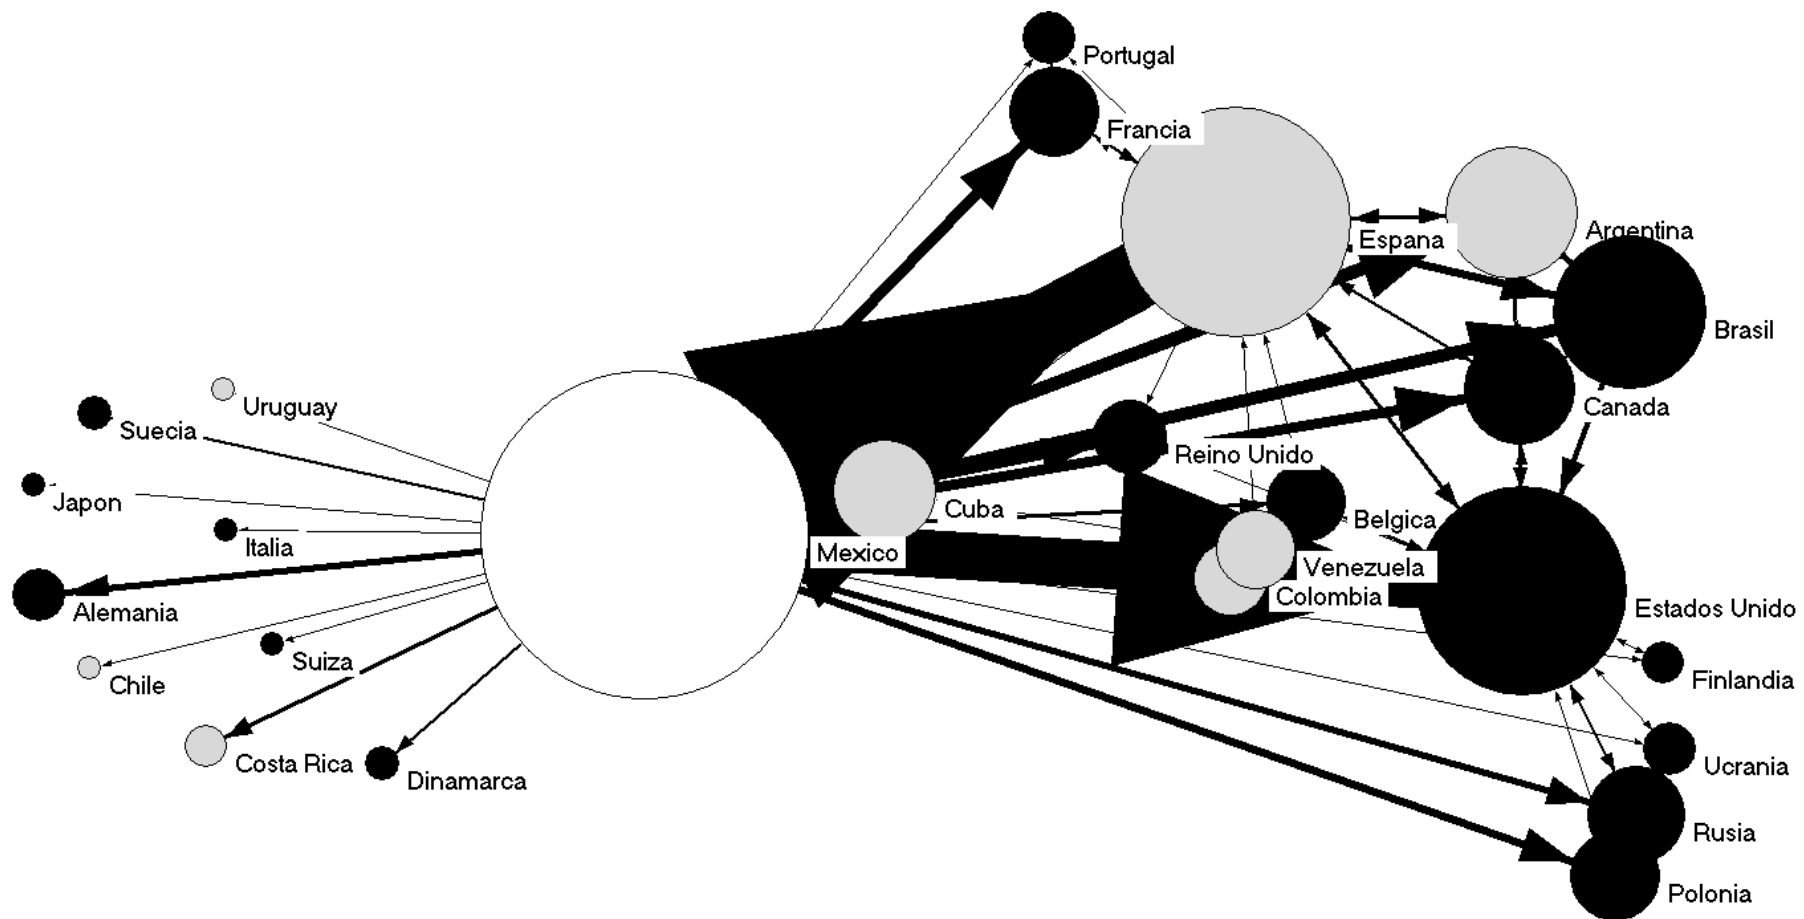 Portugal
Francia
Espana
Argentina
Brasil
Canada
Uruguay
Suecia
Reino Unido
Japon
Cuba
Belgica
Italia
Mexico
Venezuela
Colombia
Alemania
Estados Unido
Suiza
Chile
Finlandia
Costa Rica
Dinamarca
Ucrania
Rusia
Polonia